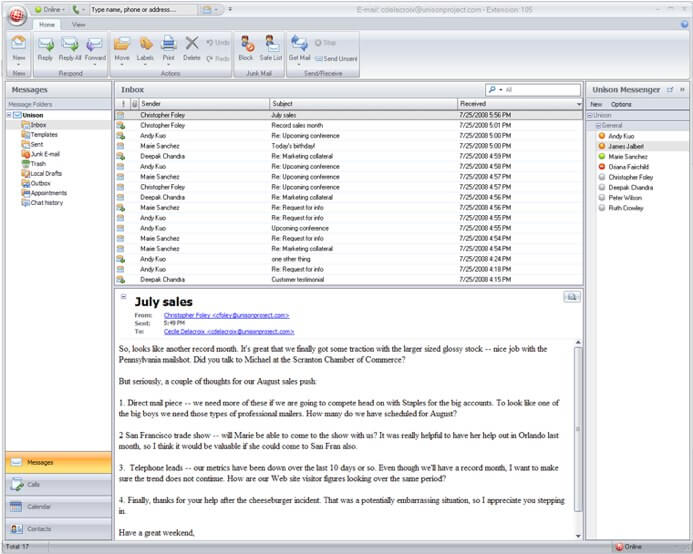 Online
Type name, phone or address...
E-mail: cdelacroix@unisonproject.com - Extension 105
Home View
New Reply Reply All Forward Move Labels Print Delete Undo Redo Block Safe List Get Mail Stop Send Unsent
New Respond Actions Junk Mail Send/Receive
Messages
Message Folders
Unison
Inbox
Templates
Sent
Junk E-mail
Trash
Local Drafts
Outbox
Appointments
Chat history
Messages
Calls
Calendar
Contacts
Inbox
All
! Sender Subject Received
Christopher Foley July sales 7/25/2008 5:56 PM
Christopher Foley Record sales month 7/25/2008 5:01 PM
Andy Kuo Re: Upcoming conference 7/25/2008 5:00 PM
Marie Sanchez Today's birthday! 7/25/2008 5:00 PM
Deepak Chandra Re: Marketing collateral 7/25/2008 4:59 PM
Andy Kuo Re: Upcoming conference 7/25/2008 4:58 PM
Marie Sanchez Re: Upcoming conference 7/25/2008 4:57 PM
Christopher Foley Re: Upcoming conference 7/25/2008 4:57 PM
Deepak Chandra Re: Marketing collateral 7/25/2008 4:56 PM
Marie Sanchez Re: Request for info 7/25/2008 4:56 PM
Andy Kuo Re: Request for info 7/25/2008 4:55 PM
Andy Kuo Upcoming conference 7/25/2008 4:55 PM
Marie Sanchez Re: Request for info 7/25/2008 4:54 PM
Marie Sanchez Re: Marketing collateral 7/25/2008 4:54 PM
Andy Kuo one other thing 7/25/2008 4:24 PM
Andy Kuo Re: Request for info 7/25/2008 4:18 PM
Deepak Chandra Customer testimonial 7/25/2008 4:15 PM
July sales
From: Christopher Foley <cfoley@unisonproject.com>
Sent: 5:49 PM
To: Cecile Delacroix <cdelacroix@unisonproject.com>
So, looks like another record month. It's great that we finally got some traction with the larger sized glossy stock -- nice job with the
Pennsylvania mailshot. Did you talk to Michael at the Scranton Chamber of Commerce?
But seriously, a couple of thoughts for our August sales push:
1. Direct mail piece -- we need more of these if we are going to compete head on with Staples for the big accounts. To look like one of
the big boys we need those types of professional mailers. How many do we have scheduled for August?
2 San Francisco trade show -- will Marie be able to come to the show with us? It was really helpful to have her help out in Orlando last
month, so I think it would be valuable if she could come to San Fran also.
3. Telephone leads -- our metrics have been down over the last 10 days or so. Even though we'll have a record month, I want to make
sure the trend does not continue. How are our Web site visitor figures looking over the same period?
4. Finally, thanks for your help after the cheeseburger incident. That was a potentially embarrassing situation, so I appreciate you stepping
in.
Have a great weekend,
Unison Messenger
New Options
Unison
General
Andy Kuo
James Jalbert
Marie Sanchez
Oriana Fairchild
Christopher Foley
Deepak Chandra
Peter Wilson
Ruth Crowley
Total 17
Online